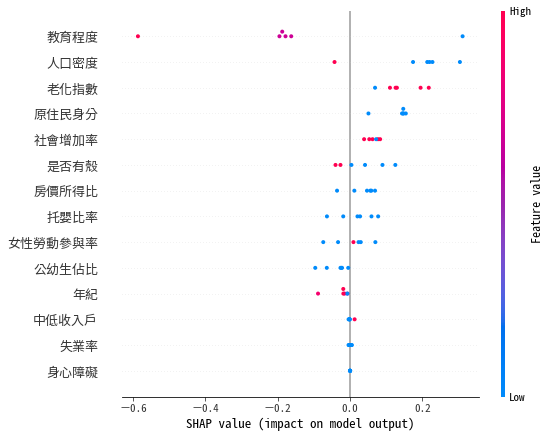 High
教育程度
人口密度
老化指數
原住民身分
社會增加率
是否有殼
房價所得比
托嬰比率
女性勞動參與率
公幼生佔比
年紀
中低收入戶
失業率
身心障礙
Feature value
Low
−0.6 −0.4 −0.2 0.0 0.2
SHAP value (impact on model output)